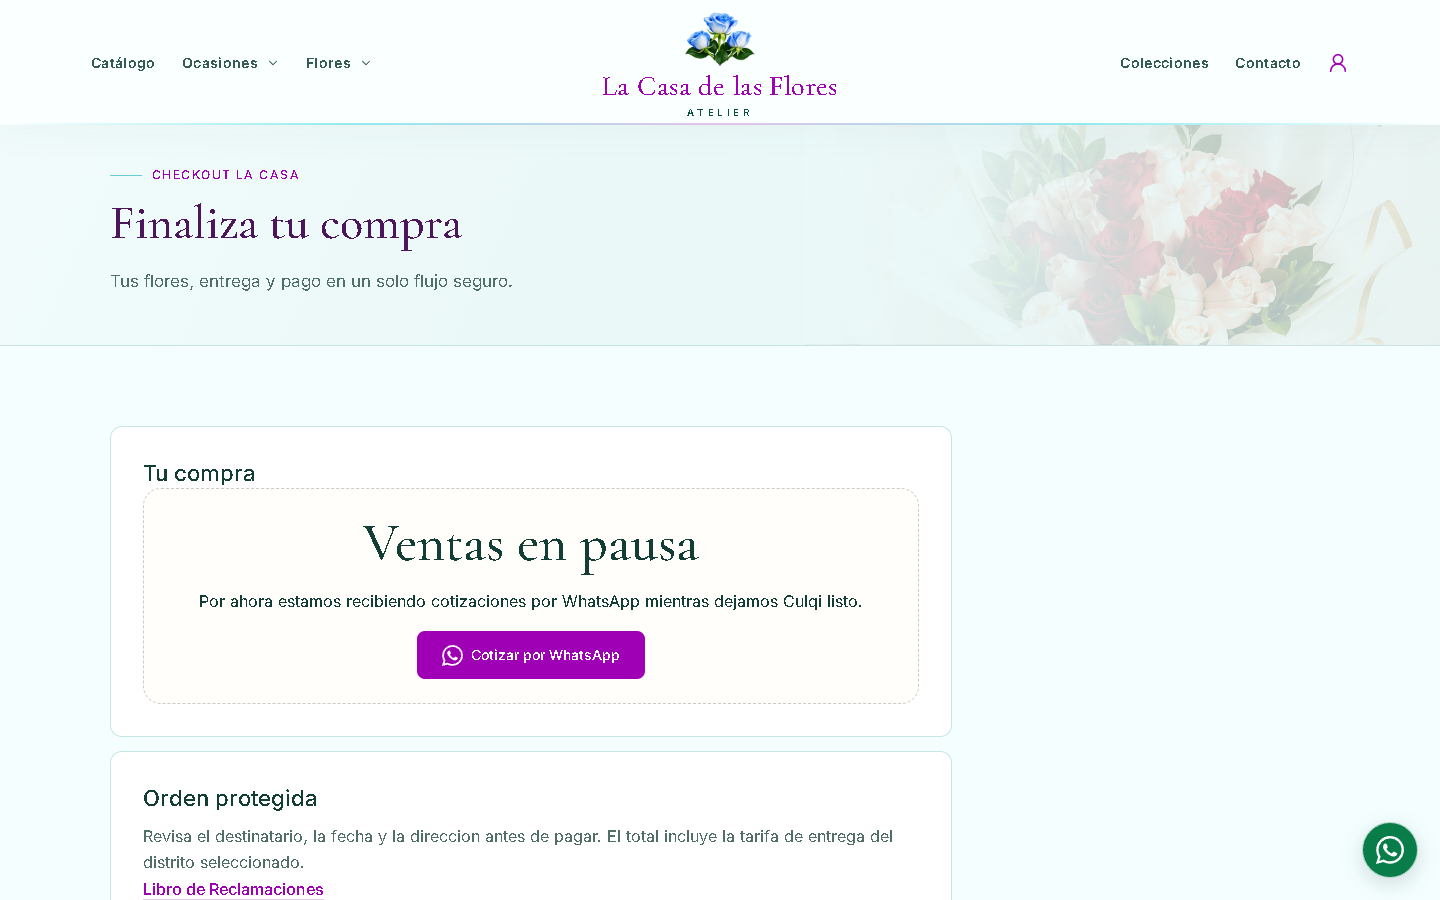 Catálogo
Ocasiones
Flores
La Casa de las Flores
ATELIER
Colecciones
Contacto
CHECKOUT LA CASA
Finaliza tu compra
Tus flores, entrega y pago en un solo flujo seguro.
Tu compra
Ventas en pausa
Por ahora estamos recibiendo cotizaciones por WhatsApp mientras dejamos Culqi listo.
Cotizar por WhatsApp
Orden protegida
Revisa el destinatario, la fecha y la direccion antes de pagar. El total incluye la tarifa de entrega del
distrito seleccionado.
Libro de Reclamaciones